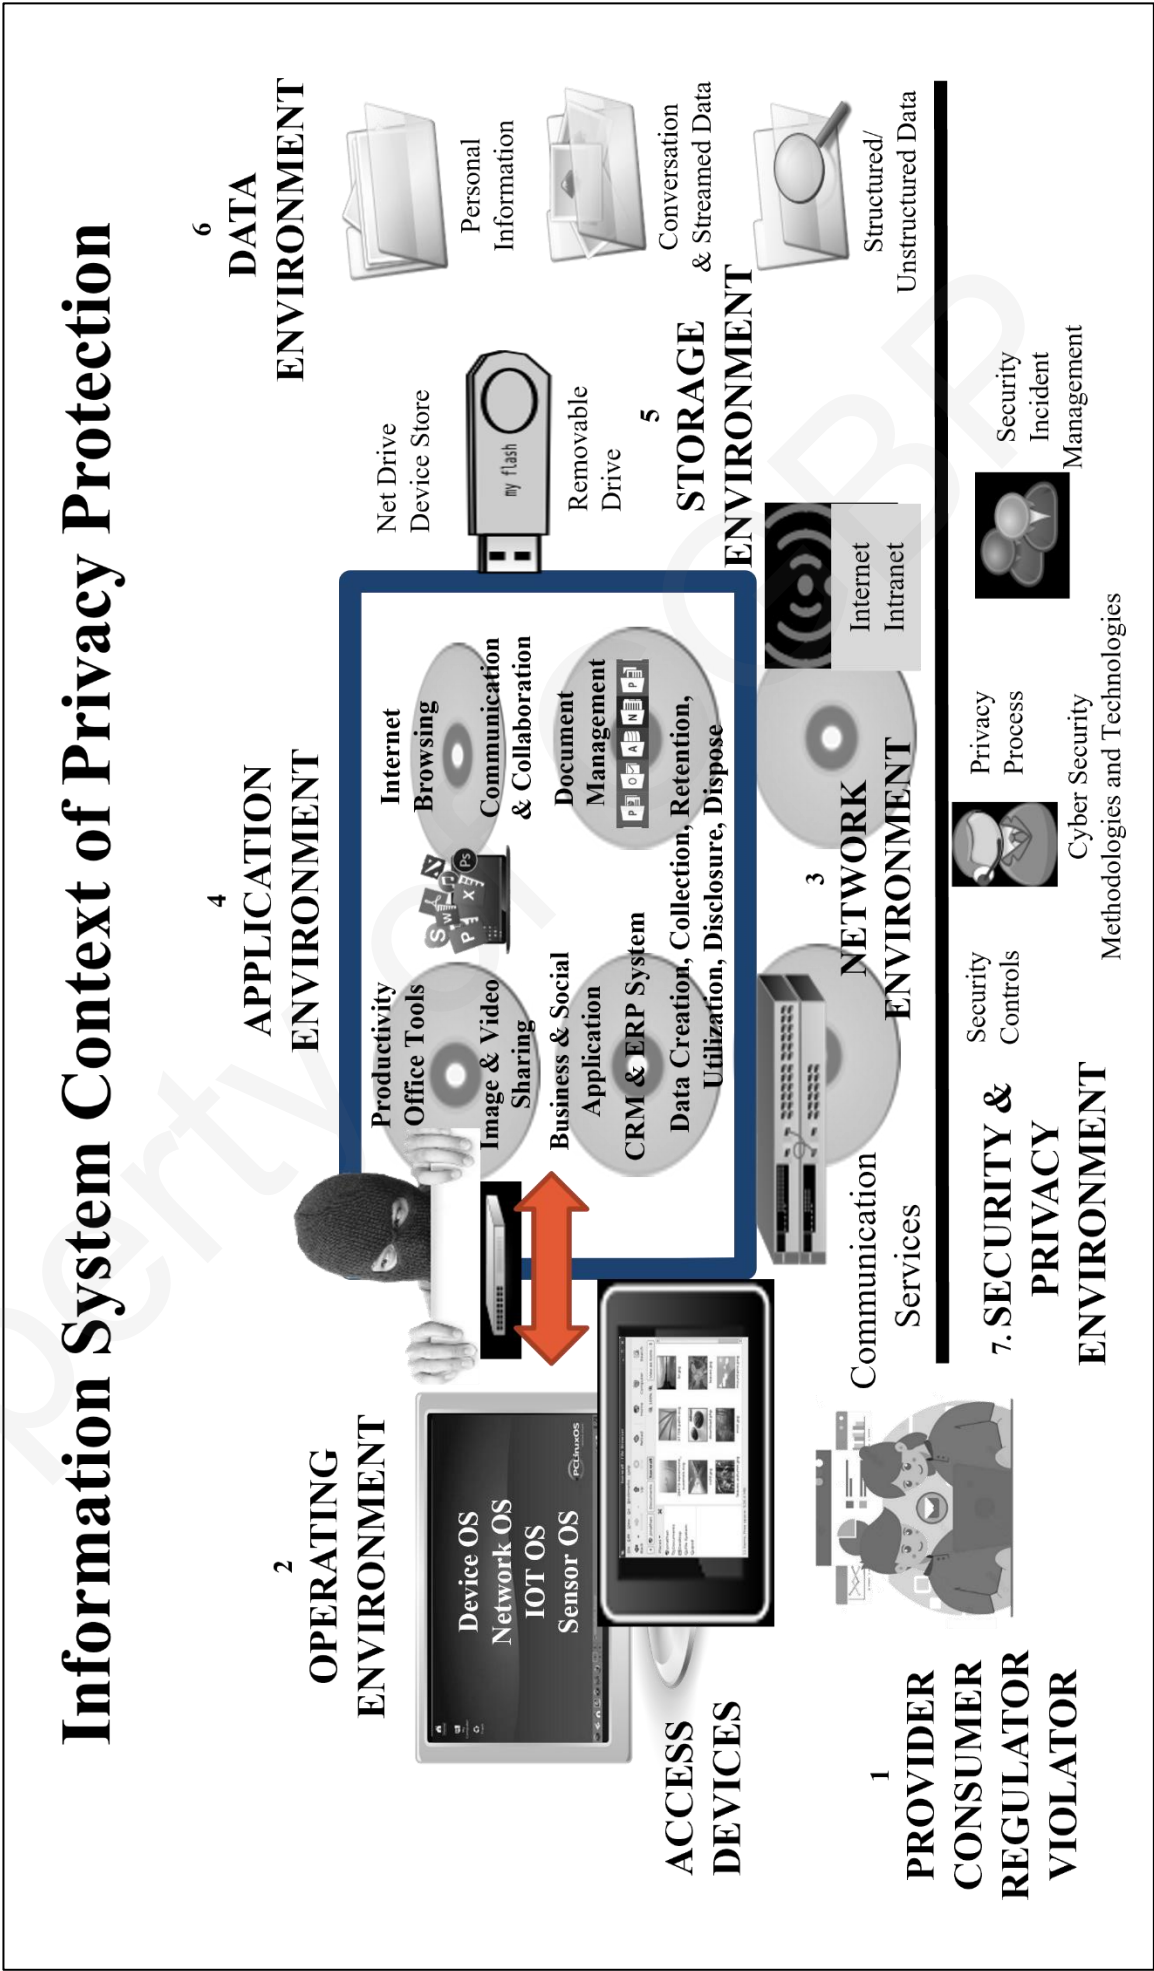 Information System Context of Privacy Protection
6
DATA
ENVIRONMENT
Personal
Information
Conversation
& Streamed Data
Structured/
Unstructured Data
4
APPLICATION
ENVIRONMENT
Net Drive
Device Store
my flash
Removable
Drive
5
STORAGE
ENVIRONMENT
Productivity
Office Tools
Image & Video
Sharing
Business & Social
Application
CRM & ERP System
Internet
Browsing
Communication
& Collaboration
Document
Management
P O A N P
Data Creation, Collection, Retention,
Utilization, Disclosure, Dispose
S W P X Ps
2
OPERATING
ENVIRONMENT
Device OS
Network OS
IOT OS
Sensor OS
PCLinuxOS
ACCESS
DEVICES
3
NETWORK
ENVIRONMENT
Internet
Intranet
Communication
Services
1
PROVIDER
CONSUMER
REGULATOR
VIOLATOR
7. SECURITY &
PRIVACY
ENVIRONMENT
Security
Controls
Privacy
Process
Security
Incident
Management
Cyber Security
Methodologies and Technologies